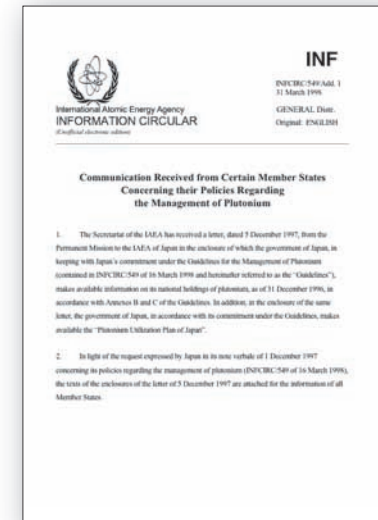 INF
INFCIRC/549/Add. 1
31 March 1998
International Atomic Energy Agency
INFORMATION CIRCULAR
(Unofficial electronic edition)
GENERAL Distr.
Original: ENGLISH
Communication Received from Certain Member States
Concerning their Policies Regarding
the Management of Plutonium
1. The Secretariat of the IAEA has received a letter, dated 5 December 1997, from the
Permanent Mission to the IAEA of Japan in the enclosure of which the government of Japan, in
keeping with Japan's commitment under the Guidelines for the Management of Plutonium
(contained in INFCIRC/549 of 16 March 1998 and hereinafter referred to as the "Guidelines"),
makes available information on its national holdings of plutonium, as of 31 December 1996, in
accordance with Annexes B and C of the Guidelines. In addition, in the enclosure of the same
letter, the government of Japan, in accordance with its commitment under the Guidelines, makes
available the "Plutonium Utilization Plan of Japan".
2. In light of the request expressed by Japan in its note verbale of 1 December 1997
concerning its policies regarding the management of plutonium (INFCIRC/549 of 16 March 1998),
the texts of the enclosures of the letter of 5 December 1997 are attached for the information of all
Member States.